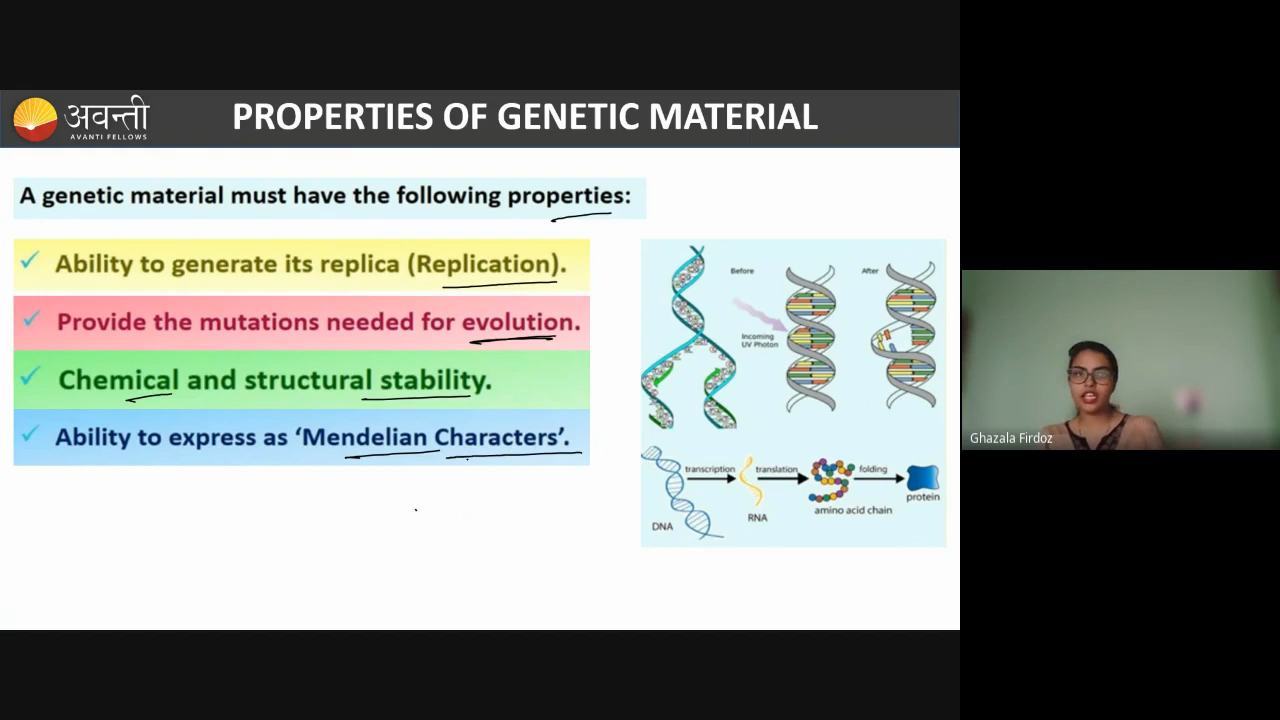 अवन्ती
AVANTI FELLOWS
PROPERTIES OF GENETIC MATERIAL
A genetic material must have the following properties:
✓ Ability to generate its replica (Replication).
✓ Provide the mutations needed for evolution.
✓ Chemical and structural stability.
✓ Ability to express as ‘Mendelian Characters’.
Before
After
Incoming
UV Photon
transcription
translation
folding
DNA
RNA
amino acid chain
protein
Ghazala Firdoz